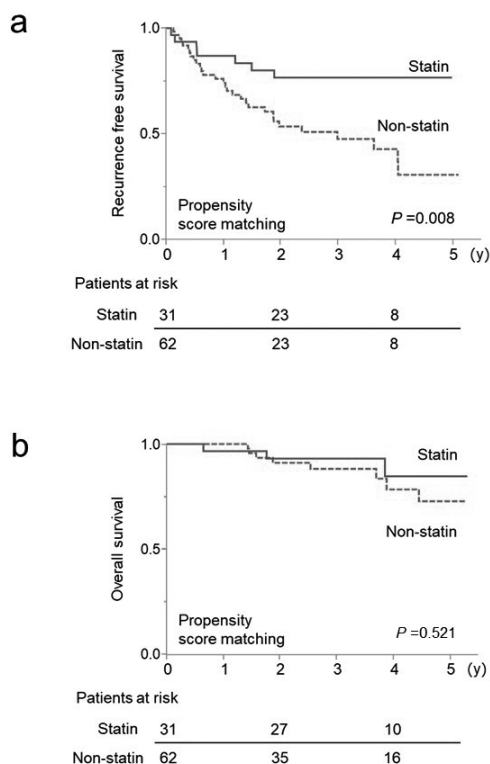 a
Recurrence free survival
1.0
0.5
0.0
Statin
Non-statin
Propensity
score matching
P =0.008
0 1 2 3 4 5 (y)
Patients at risk
Statin 31 23 8
Non-statin 62 23 8
b
Overall survival
1.0
0.5
0.0
Statin
Non-statin
Propensity
score matching
P =0.521
0 1 2 3 4 5 (y)
Patients at risk
Statin 31 27 10
Non-statin 62 35 16